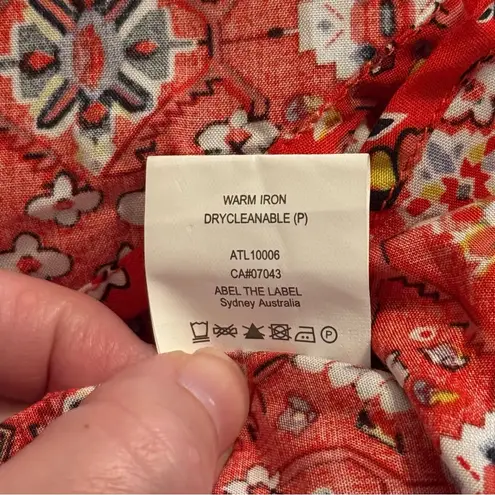 WARM IRON
DRYCLEANABLE (P)
ATL10006
CA#07043
ABEL THE LABEL
Sydney Australia
P